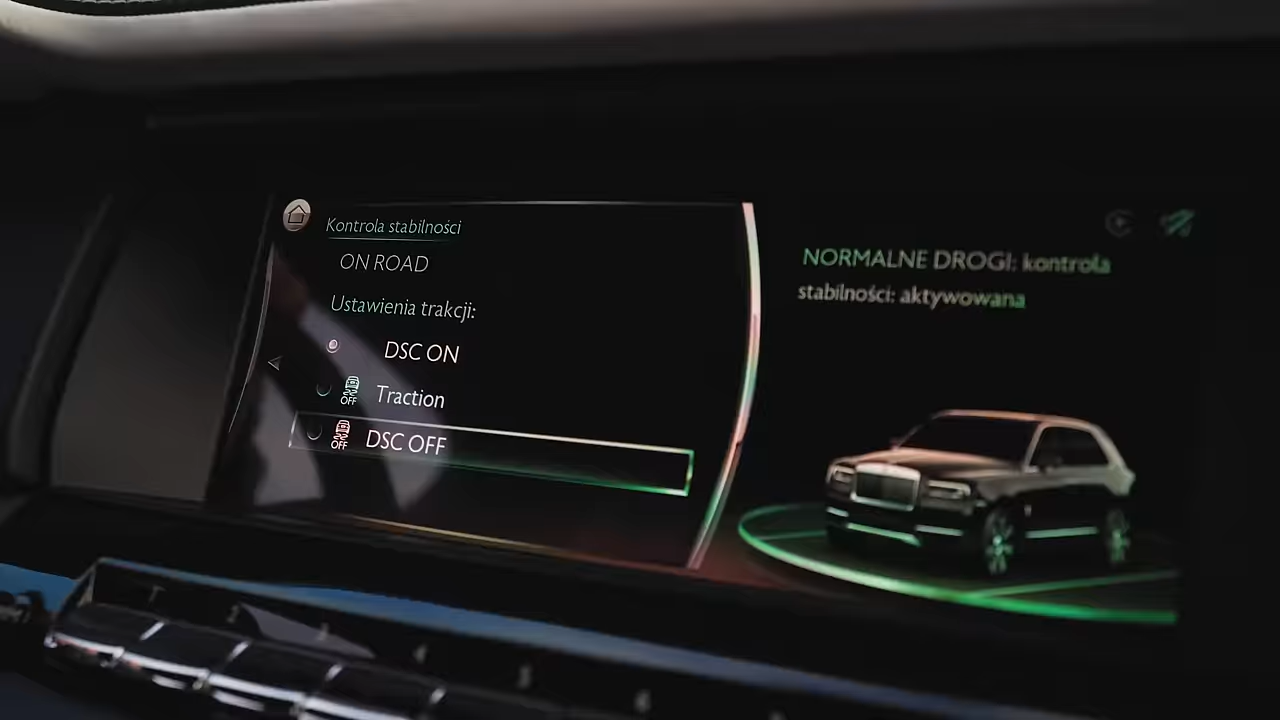 Kontrola stabilności
ON ROAD
Ustawienia trakcji:
DSC ON
OFF Traction
OFF DSC OFF
NORMALNE DROGI: kontrola
stabilności: aktywowana